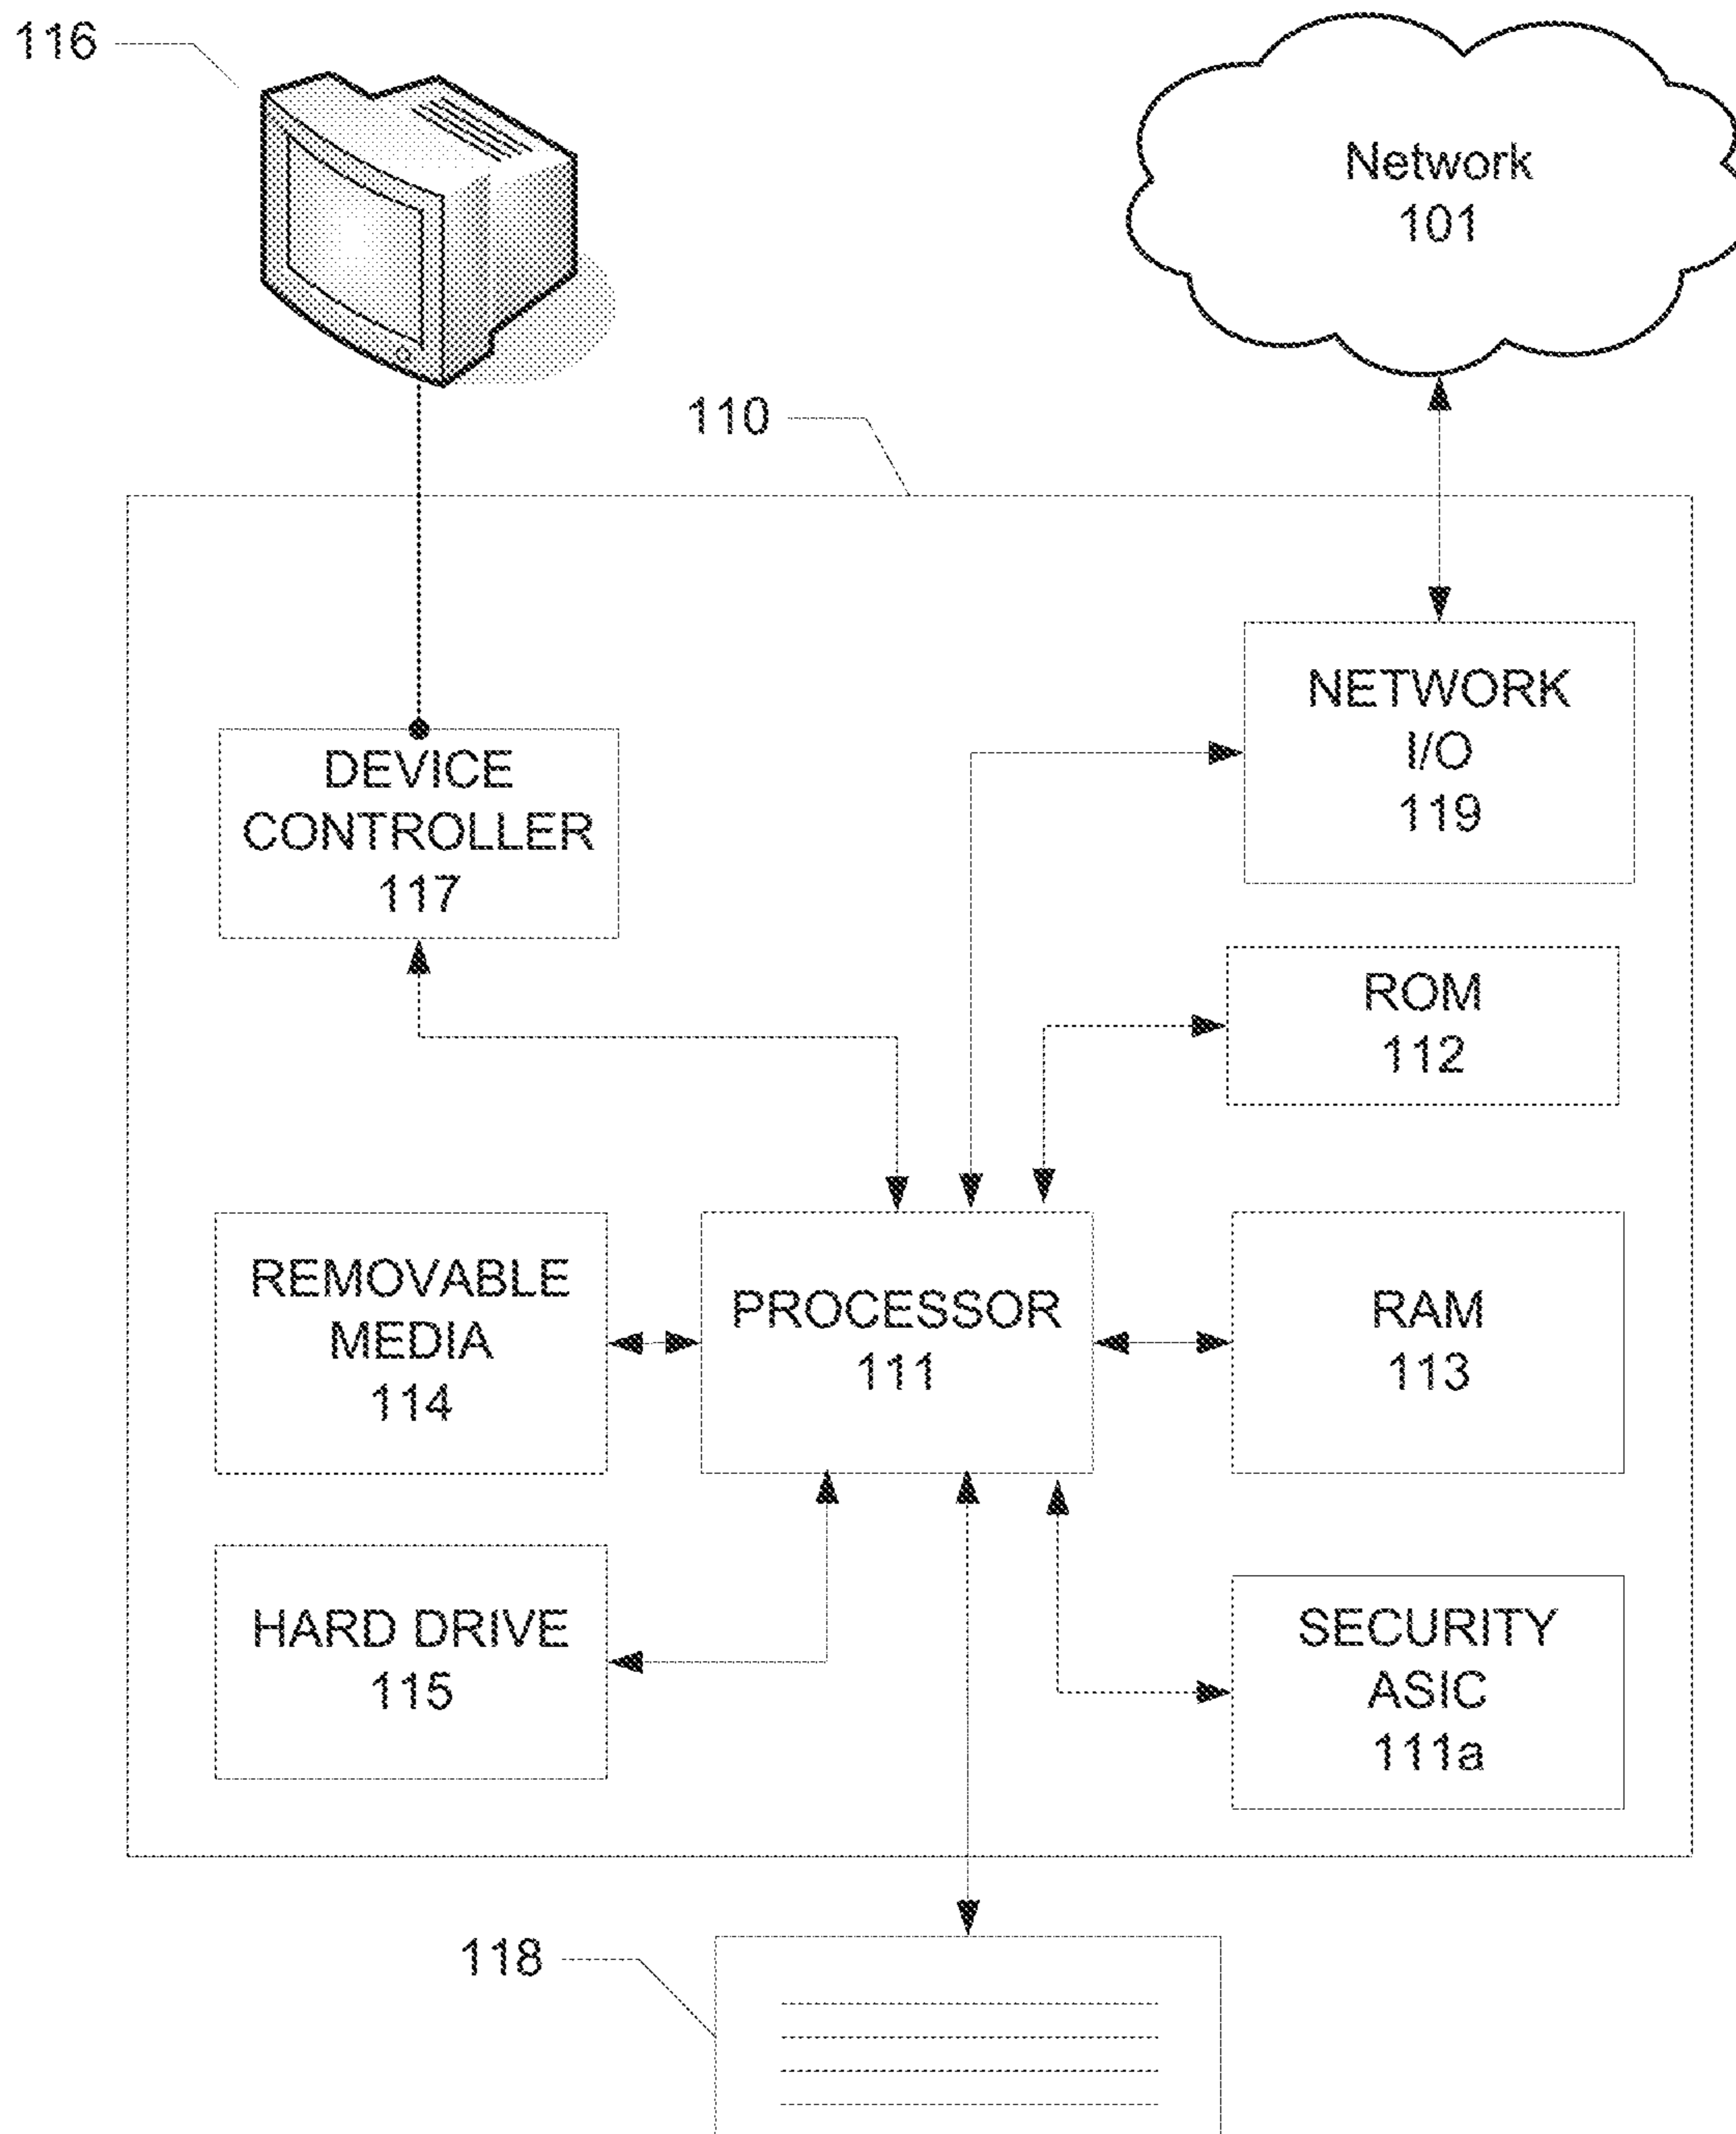 116
Network
101
110
NETWORK
I/O
119
DEVICE
CONTROLLER
117
ROM
112
REMOVABLE
MEDIA
114
PROCESSOR
111
RAM
113
HARD DRIVE
115
SECURITY
ASIC
111a
118